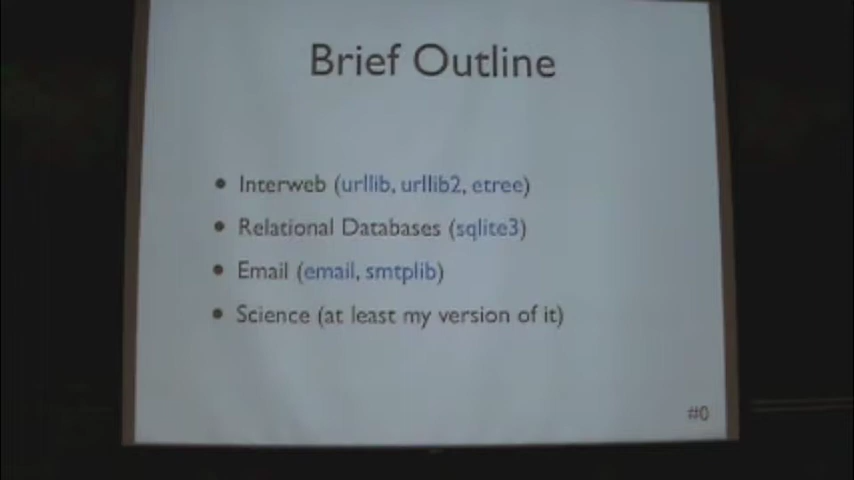 Brief Outline
• Interweb (urllib, urllib2, etree)
• Relational Databases (sqlite3)
• Email (email, smtplib)
• Science (at least my version of it)
#0